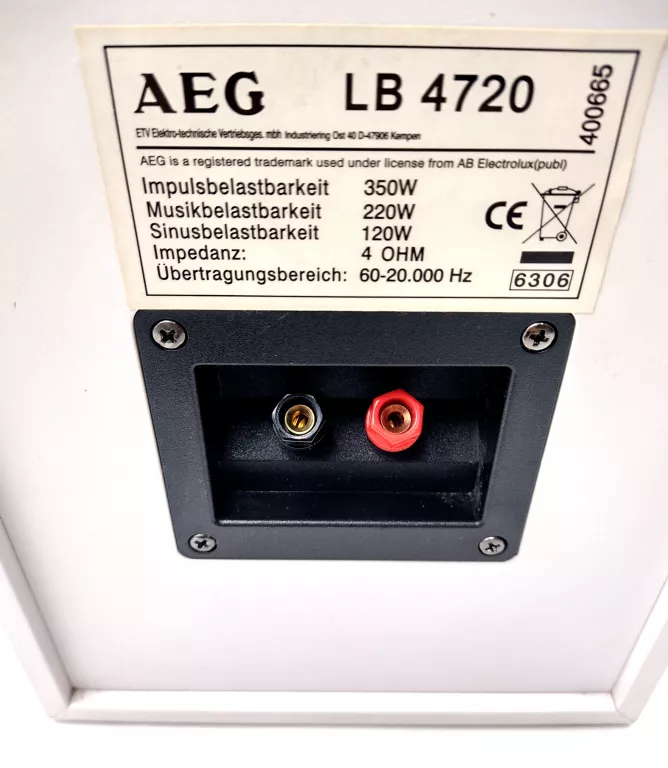 AEG LB 4720
400665
ETV Elektro-technische Vertriebsges. mbh Industriering Ost 40 D-47906 Kempen
AEG is a registered trademark used under license from AB Electrolux(publ)
Impulsbelastbarkeit 350W
Musikbelastbarkeit 220W
Sinusbelastbarkeit 120W
Impedanz: 4 OHM
Übertragungsbereich: 60-20.000 Hz
CE
6306